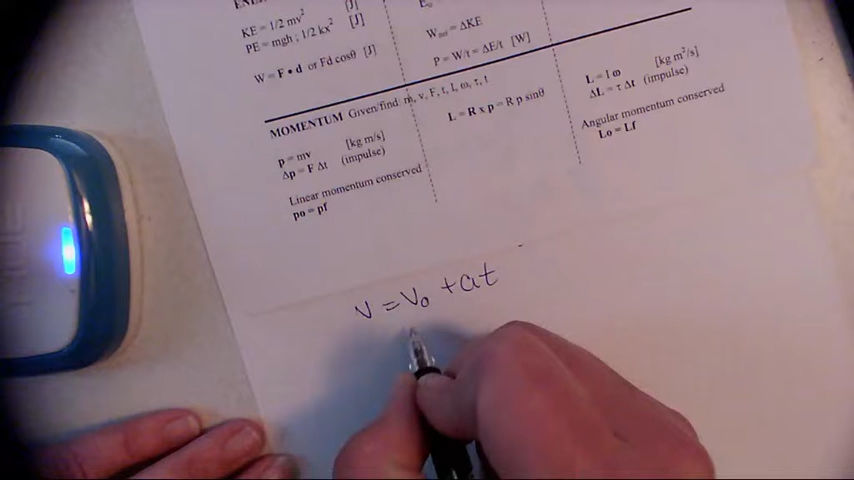 KE = 1/2 mv² [J]
PE = mgh ; 1/2 kx² [J]
W = F • d or Fd cosθ [J]
Wnet = ΔKE
P = W/t = ΔE/t [W]
MOMENTUM Given/find m, v, F, t, I, ω, τ, t
p = mv [kg m/s]
Δp = F Δt (impulse)
Linear momentum conserved
po = pf
L = R x p = R p sinθ
L = I ω [kg m²/s]
ΔL = τ Δt (impulse)
Angular momentum conserved
Lo = Lf
v = v₀ + at